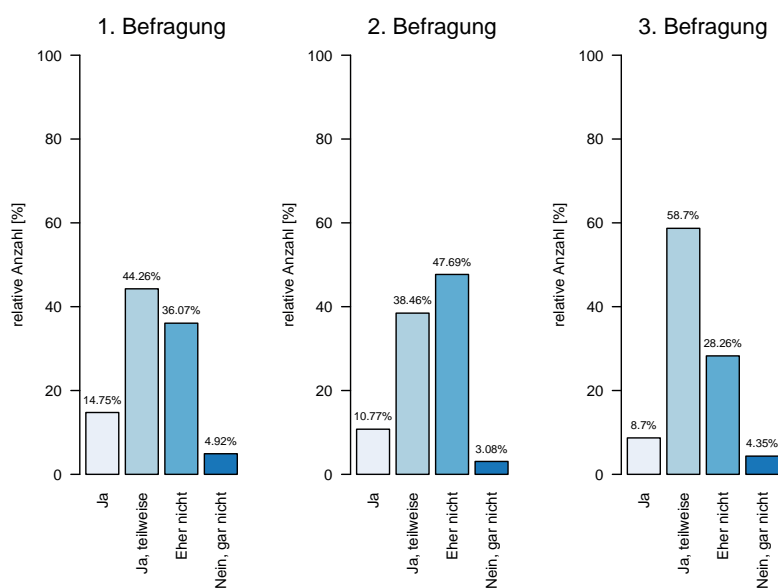 1. Befragung
relative Anzahl [%]
100
80
60
40
20
0
14.75%
44.26%
36.07%
4.92%
Ja
Ja, teilweise
Eher nicht
Nein, gar nicht
2. Befragung
relative Anzahl [%]
100
80
60
40
20
0
10.77%
38.46%
47.69%
3.08%
Ja
Ja, teilweise
Eher nicht
Nein, gar nicht
3. Befragung
relative Anzahl [%]
100
80
60
40
20
0
8.7%
58.7%
28.26%
4.35%
Ja
Ja, teilweise
Eher nicht
Nein, gar nicht